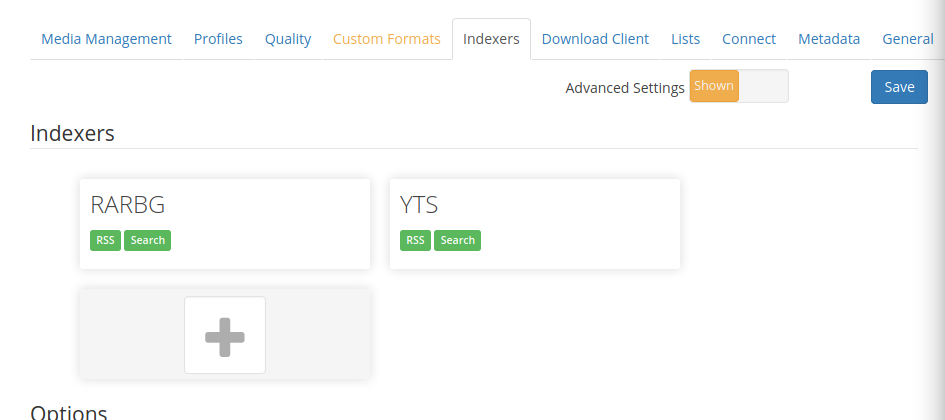 Media Management Profiles Quality Custom Formats Indexers Download Client Lists Connect Metadata General
Advanced Settings Shown Save
Indexers
RARBG YTS
RSS Search RSS Search
Options